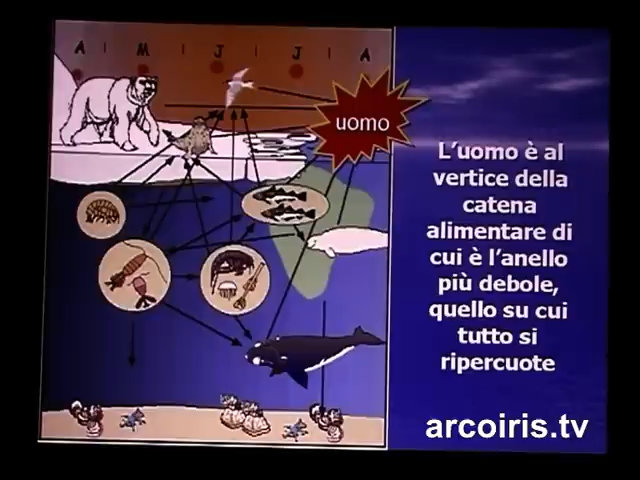 A | M | J | J | A
uomo
L'uomo è al
vertice della
catena
alimentare di
cui è l'anello
più debole,
quello su cui
tutto si
ripercuote
arcoiris.tv